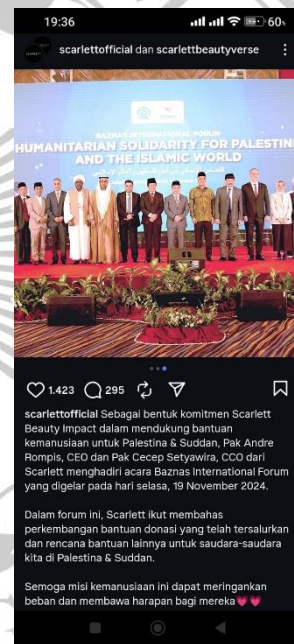 19:36
60%
scarlettofficial dan scarlettbeautyverse
BAZNAS INTERNATIONAL FORUM
HUMANITARIAN SOLIDARITY FOR PALESTIN
AND THE ISLAMIC WORLD
1.423 295
scarlettofficial Sebagai bentuk komitmen Scarlett
Beauty Impact dalam mendukung bantuan
kemanusiaan untuk Palestina & Suddan, Pak Andre
Rompis, CEO dan Pak Cecep Setyawira, CCO dari
Scarlett menghadiri acara Baznas International Forum
yang digelar pada hari selasa, 19 November 2024.
Dalam forum ini, Scarlett ikut membahas
perkembangan bantuan donasi yang telah tersalurkan
dan rencana bantuan lainnya untuk saudara-saudara
kita di Palestina & Suddan.
Semoga misi kemanusiaan ini dapat meringankan
beban dan membawa harapan bagi mereka